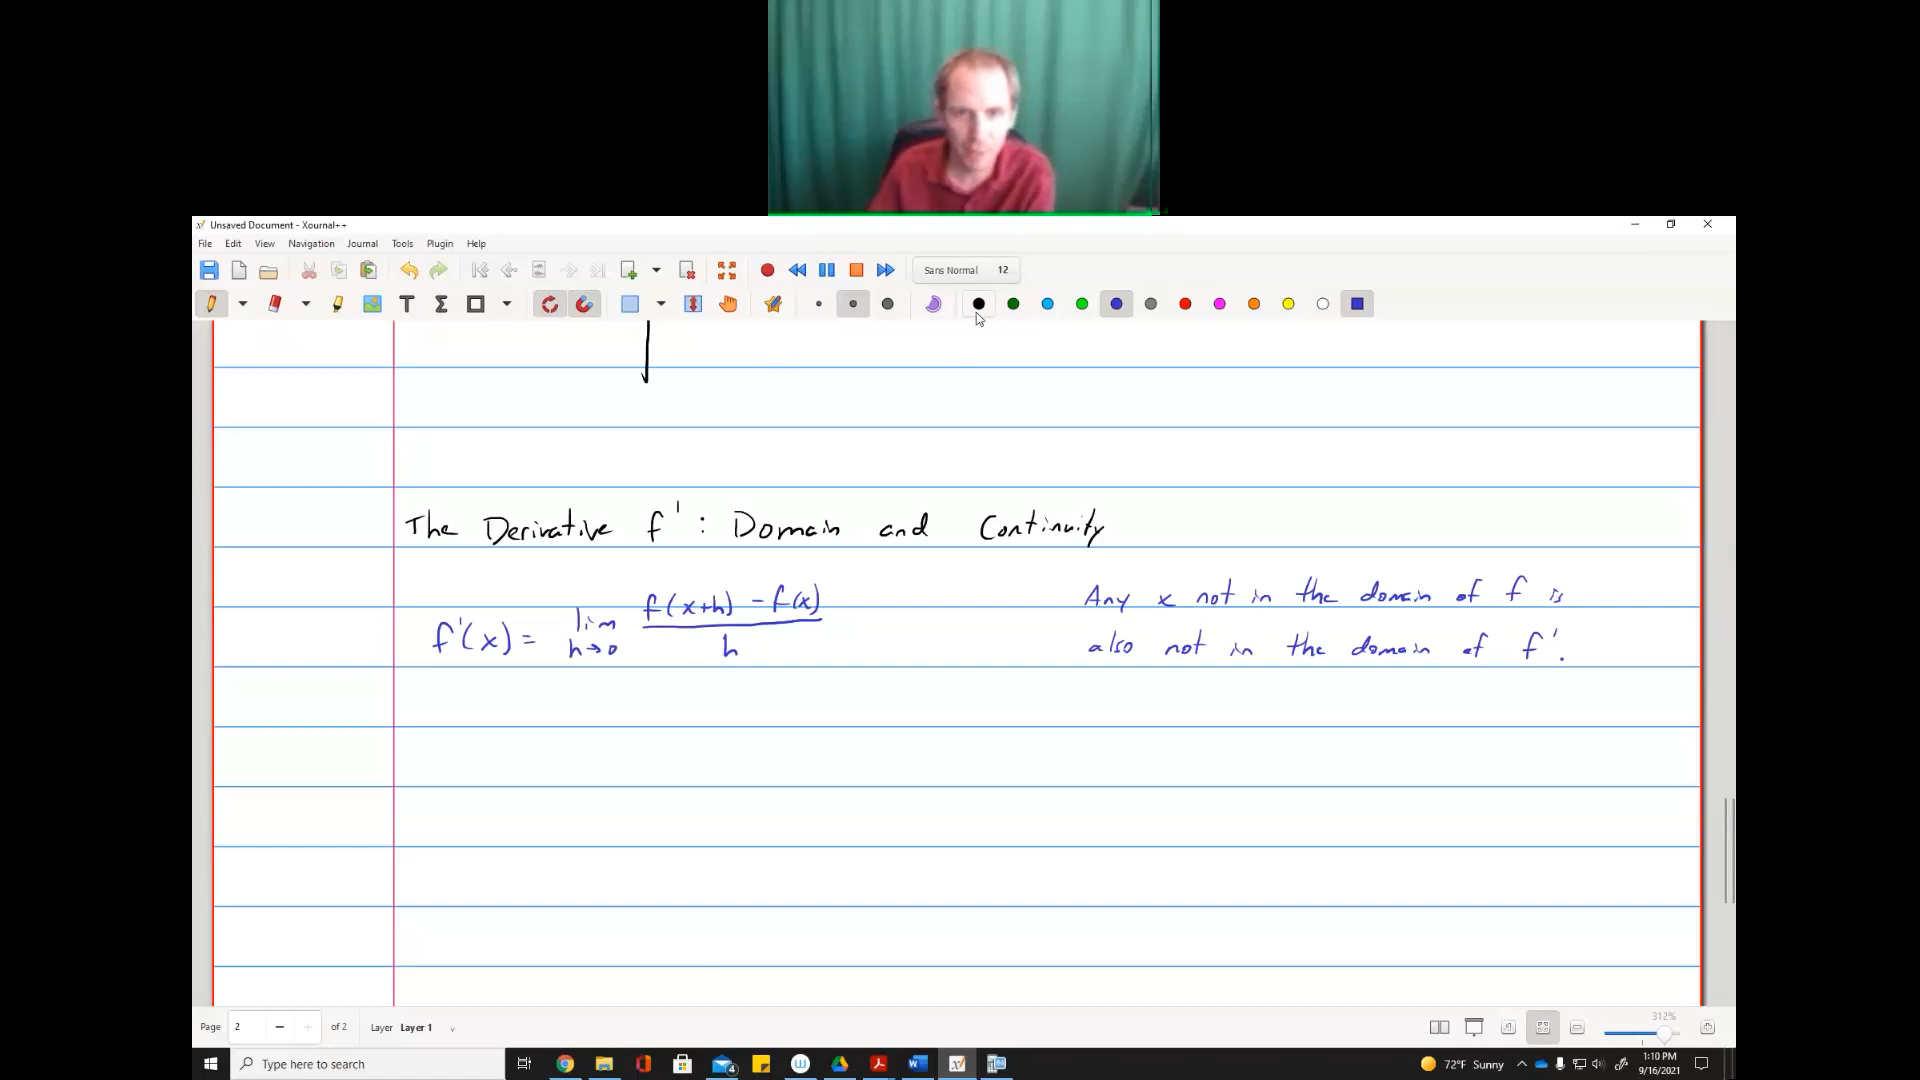 Unsaved Document - Xournal++
File Edit View Navigation Journal Tools Plugin Help
Sans Normal 12
The Derivative f' : Domain and Continuity
f'(x) = lim h→0 f(x+h) - f(x) / h
Any x not in the domain of f is
also not in the domain of f'.
312%
Page 2 of 2 Layer Layer 1
Type here to search
4
72°F Sunny
1:10 PM
9/16/2021